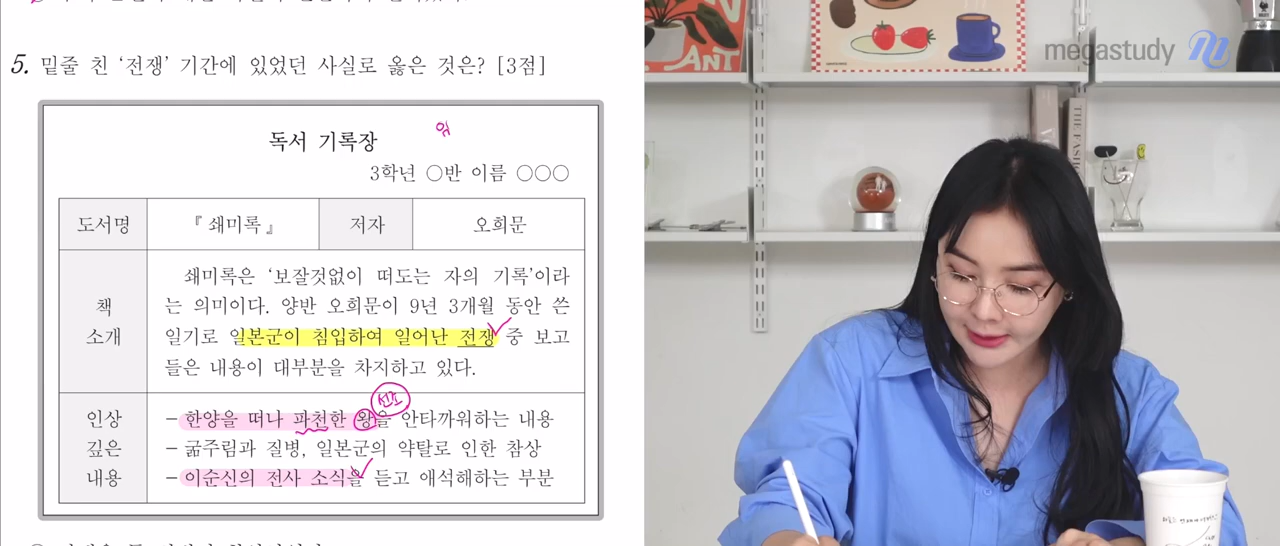 5. 밑줄 친 ‘전쟁’ 기간에 있었던 사실로 옳은 것은? [3점]
독서 기록장
임
3학년 ○반 이름 ○○○
도서명 『 쇄미록 』 저자 오희문
책 소개
쇄미록은 ‘보잘것없이 떠도는 자의 기록’이라
는 의미이다. 양반 오희문이 9년 3개월 동안 쓴
일기로 일본군이 침입하여 일어난 전쟁 중 보고
들은 내용이 대부분을 차지하고 있다.
인상 깊은 내용
선조
- 한양을 떠나 파천한 왕을 안타까워하는 내용
- 굶주림과 질병, 일본군의 약탈로 인한 참상
- 이순신의 전사 소식을 듣고 애석해하는 부분
megastudy
ANT
THE FASH